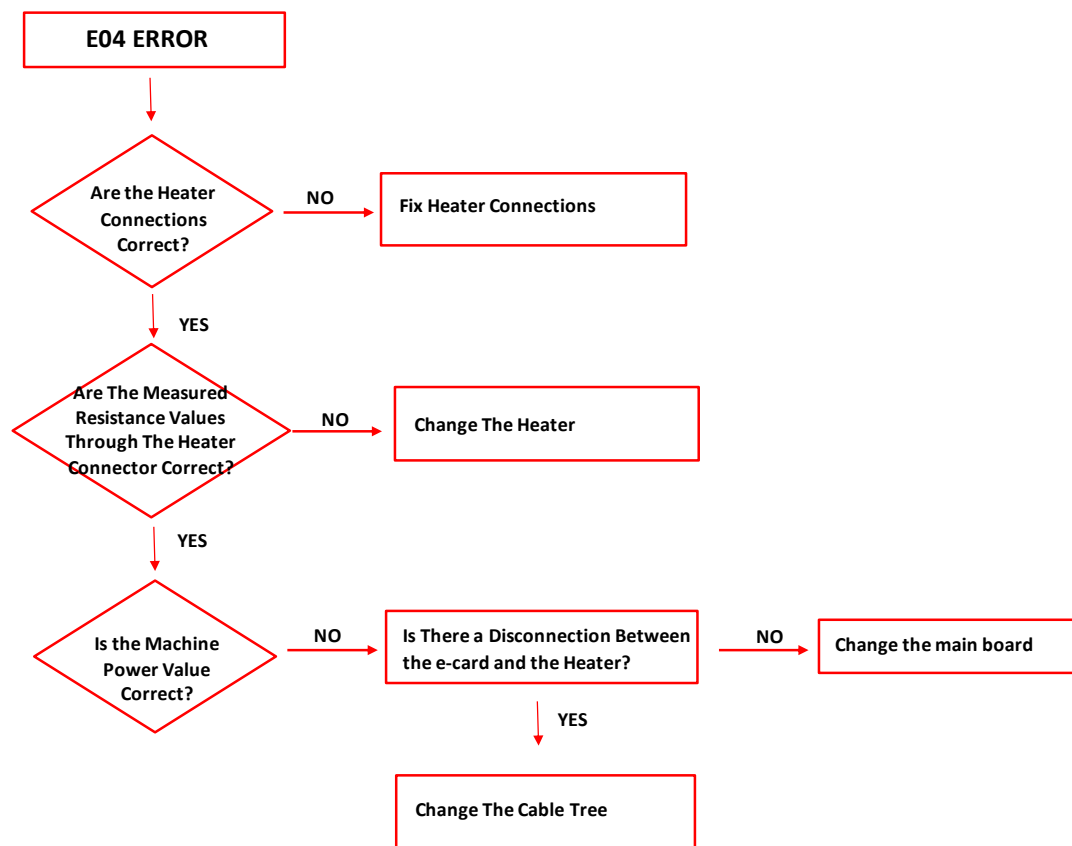 E04 ERROR
Are the Heater
Connections
Correct?
NO
Fix Heater Connections
YES
Are The Measured
Resistance Values
Through The Heater
Connector Correct?
NO
Change The Heater
YES
Is the Machine
Power Value
Correct?
NO
Is There a Disconnection Between
the e-card and the Heater?
NO
Change the main board
YES
Change The Cable Tree